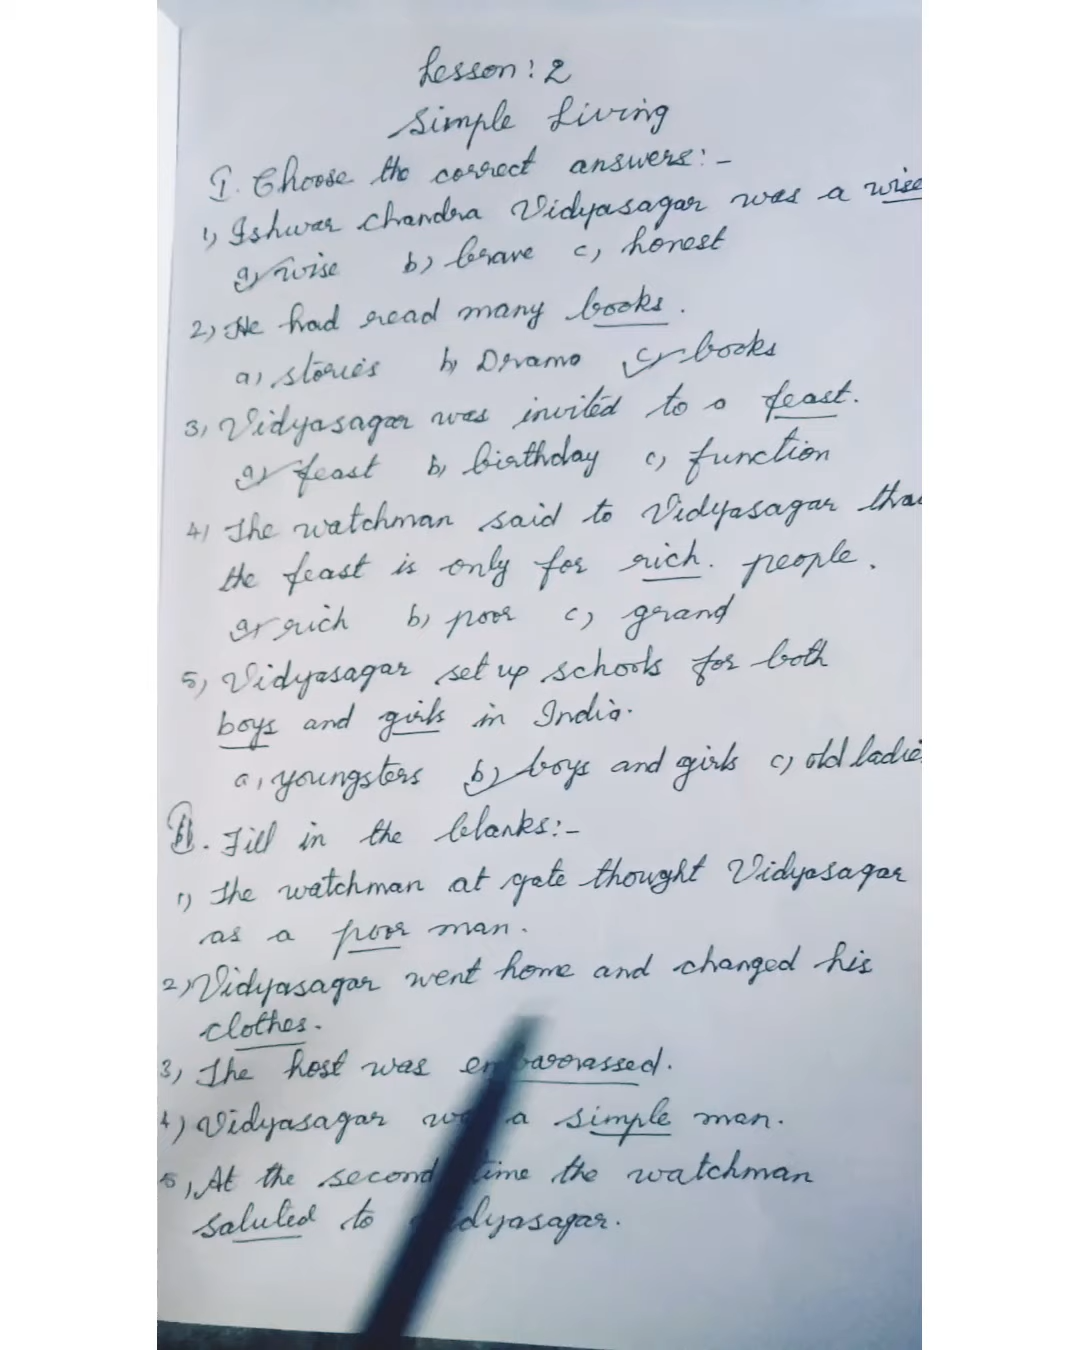 Lesson: 2
Simple Living
I. Choose the correct answers:-
1) Ishwar chandra Vidyasagar was a wise
a) wise b) brave c) honest
2) He had read many books.
a) stories b) Drama c) books
3) Vidyasagar was invited to a feast.
a) feast b) birthday c) function
4) The watchman said to Vidyasagar tha
the feast is only for rich. people.
a) rich b) poor c) grand
5) Vidyasagar set up schools for both
boys and girls in India.
a) youngsters b) boys and girls c) old ladie
II. Fill in the blanks:-
1) The watchman at gate thought Vidyasagar
as a poor man.
2) Vidyasagar went home and changed his
clothes.
3) The host was embarrassed.
4) Vidyasagar was a simple man.
5) At the second time the watchman
saluted to Vidyasagar.